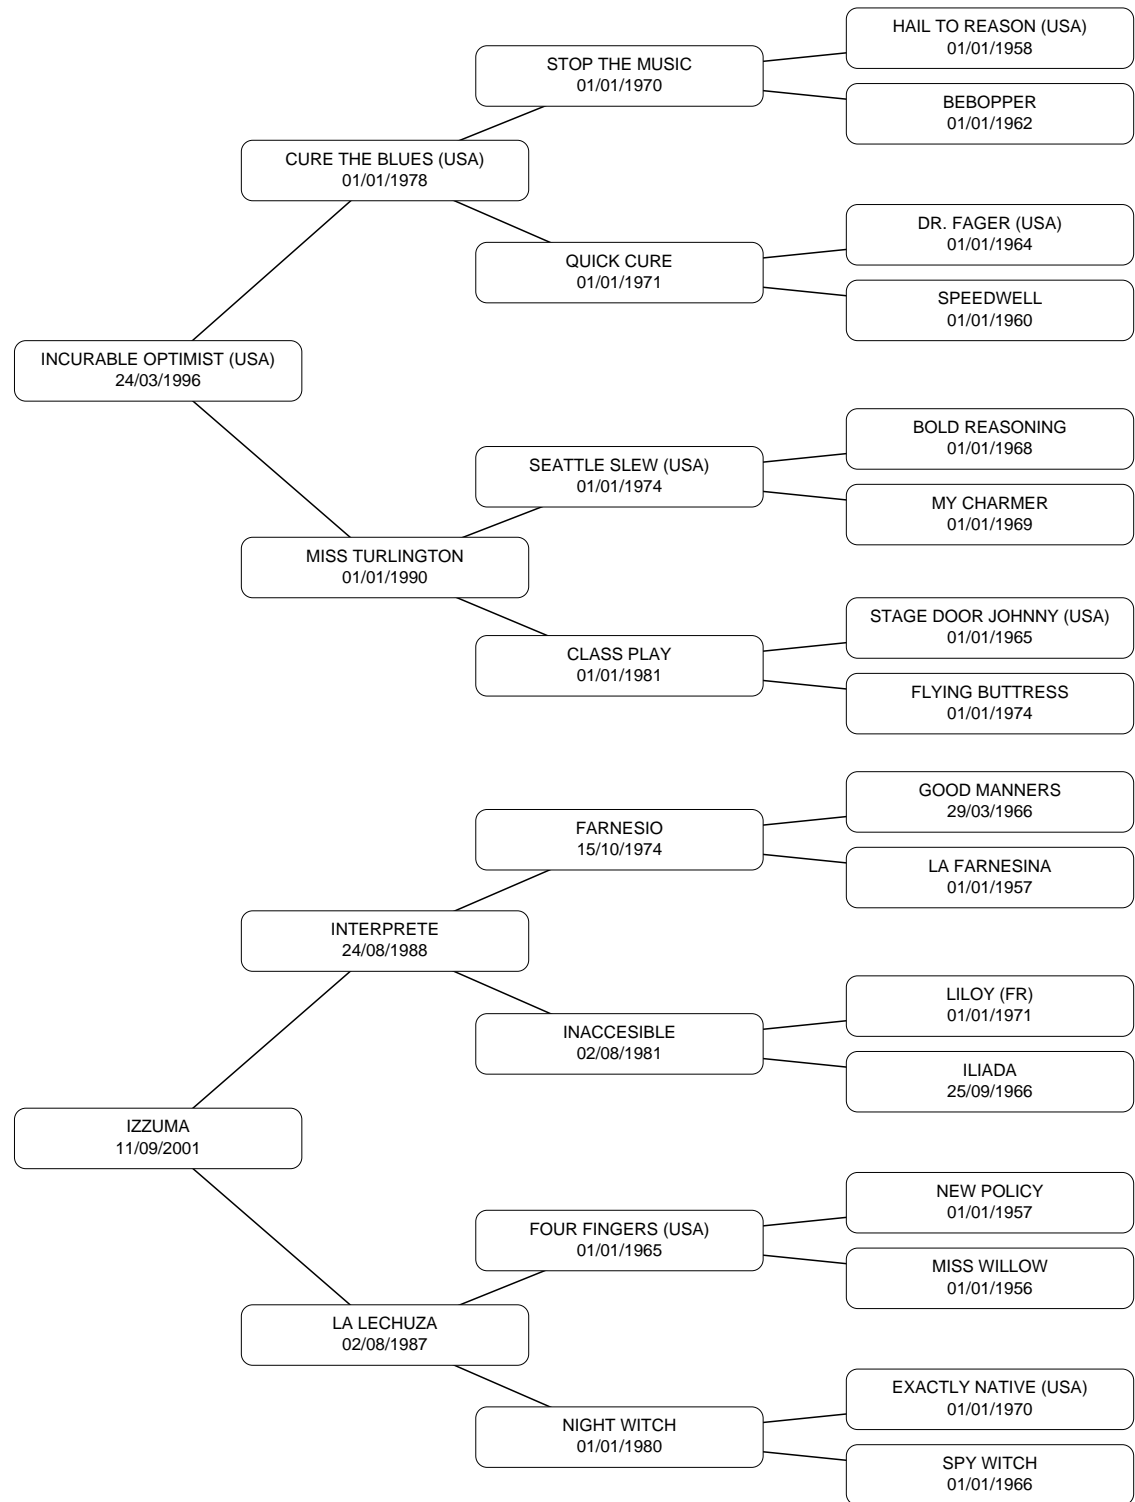 HAIL TO REASON (USA)
01/01/1958
STOP THE MUSIC
01/01/1970
BEBOPPER
01/01/1962
CURE THE BLUES (USA)
01/01/1978
DR. FAGER (USA)
01/01/1964
QUICK CURE
01/01/1971
SPEEDWELL
01/01/1960
INCURABLE OPTIMIST (USA)
24/03/1996
BOLD REASONING
01/01/1968
SEATTLE SLEW (USA)
01/01/1974
MY CHARMER
01/01/1969
MISS TURLINGTON
01/01/1990
STAGE DOOR JOHNNY (USA)
01/01/1965
CLASS PLAY
01/01/1981
FLYING BUTTRESS
01/01/1974
GOOD MANNERS
29/03/1966
FARNESIO
15/10/1974
LA FARNESINA
01/01/1957
INTERPRETE
24/08/1988
LILOY (FR)
01/01/1971
INACCESIBLE
02/08/1981
ILIADA
25/09/1966
IZZUMA
11/09/2001
NEW POLICY
01/01/1957
FOUR FINGERS (USA)
01/01/1965
MISS WILLOW
01/01/1956
LA LECHUZA
02/08/1987
EXACTLY NATIVE (USA)
01/01/1970
NIGHT WITCH
01/01/1980
SPY WITCH
01/01/1966